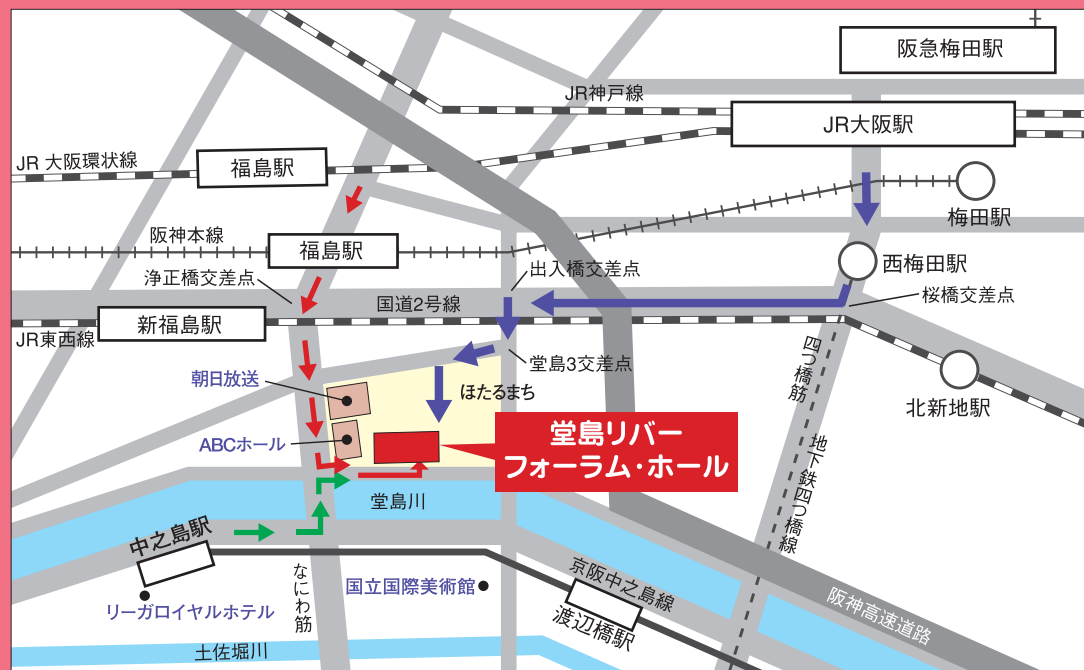 阪急梅田駅
JR神戸線
JR大阪駅
JR 大阪環状線
福島駅
梅田駅
阪神本線
福島駅
出入橋交差点
西梅田駅
浄正橋交差点
国道2号線
桜橋交差点
新福島駅
JR東西線
堂島3交差点
四つ橋筋
朝日放送
ほたるまち
北新地駅
ABCホール
堂島リバー
フォーラム・ホール
地下鉄四つ橋線
堂島川
中之島駅
なにわ筋
国立国際美術館
京阪中之島線
阪神高速道路
リーガロイヤルホテル
渡辺橋駅
土佐堀川